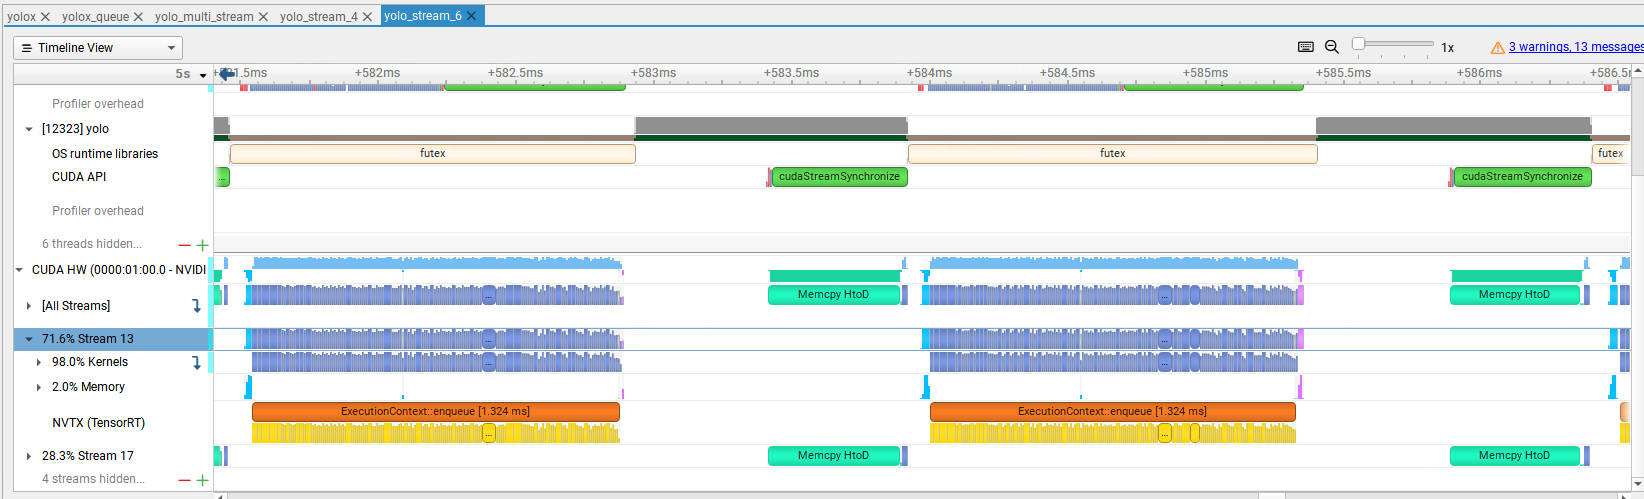 yolox yolox_queue yolo_multi_stream yolo_stream_4 yolo_stream_6
Timeline View 1x 3 warnings, 13 messages
5s +582ms +582.5ms +583ms +583.5ms +584ms +584.5ms +585ms +585.5ms +586ms
Profiler overhead
[12323] yolo
OS runtime libraries futex futex futex
CUDA API ... cudaStreamSynchronize cudaStreamSynchronize
Profiler overhead
6 threads hidden...
CUDA HW (0000:01:00.0 - NVIDI
[All Streams] ... Memcpy HtoD ... Memcpy HtoD
71.6% Stream 13 ... ...
98.0% Kernels ... ...
2.0% Memory
ExecutionContext::enqueue [1.324 ms] ExecutionContext::enqueue [1.324 ms]
NVTX (TensorRT)
... ...
28.3% Stream 17 Memcpy HtoD Memcpy HtoD
4 streams hidden...